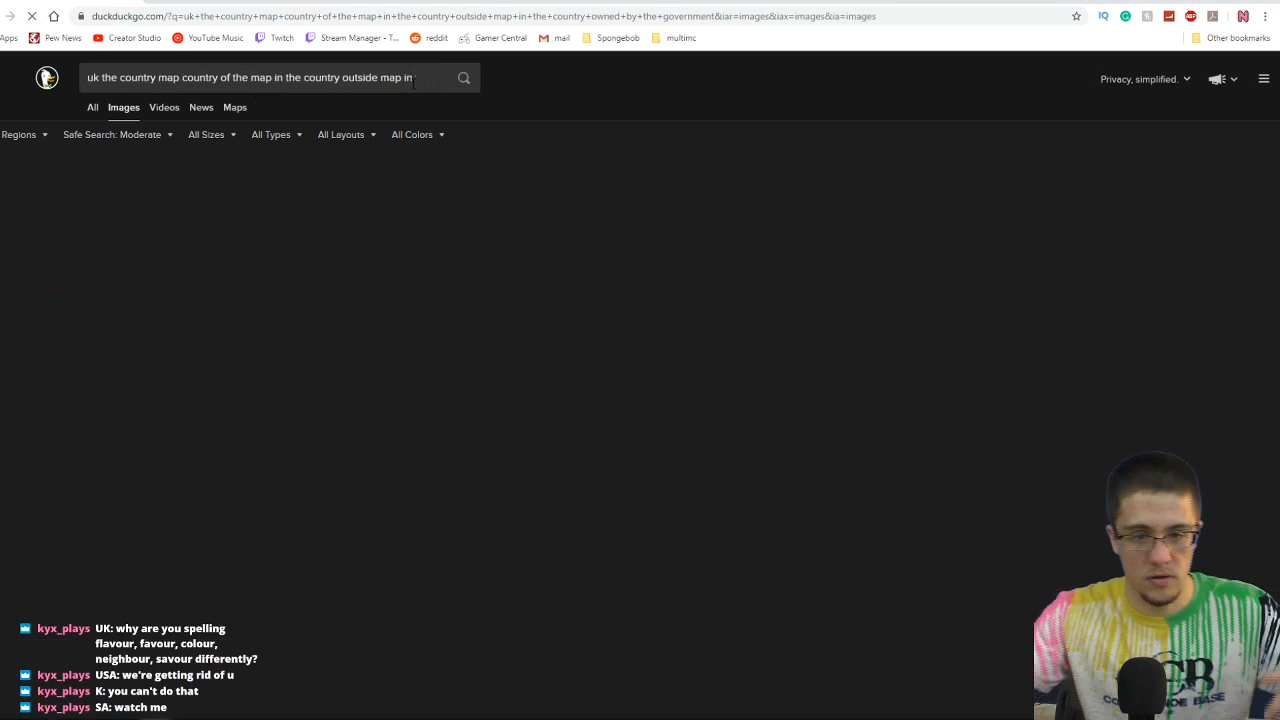 duckduckgo.com/?q=uk+the+country+map+country+of+the+map+in+the+country+outside+map+in+the+country+owned+by+the+government&iar=images&iax=images&ia=images
Apps Pew News Creator Studio YouTube Music Twitch Stream Manager - T... reddit Gamer Central mail Spongebob multimc Other bookmarks
uk the country map country of the map in the country outside map in
Privacy, simplified.
All Images Videos News Maps
Regions Safe Search: Moderate All Sizes All Types All Layouts All Colors
kyx_plays UK: why are you spelling
flavour, favour, colour,
neighbour, savour differently?
kyx_plays USA: we're getting rid of u
kyx_plays K: you can't do that
kyx_plays SA: watch me